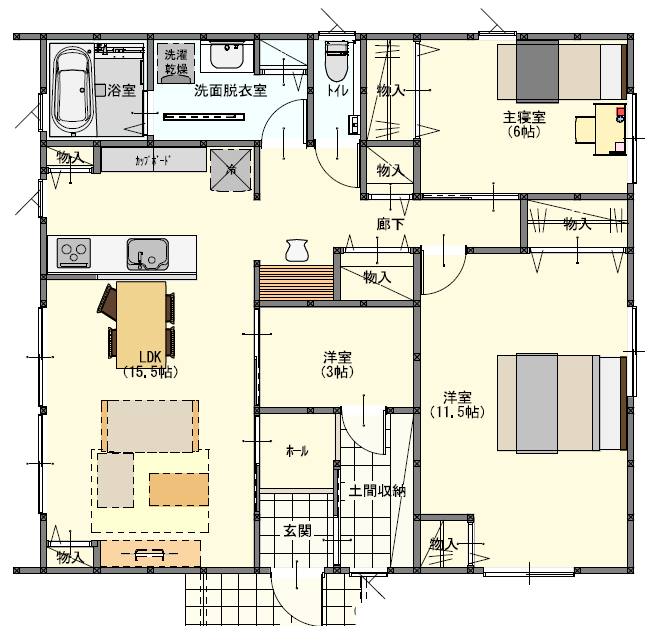 浴室
洗濯
乾燥
洗面脱衣室
トイレ
物入
主寝室
(6帖)
物入
カップボード
冷
物入
廊下
物入
物入
LDK
(15.5帖)
洋室
(3帖)
洋室
(11.5帖)
ホール
土間収納
玄関
物入
物入